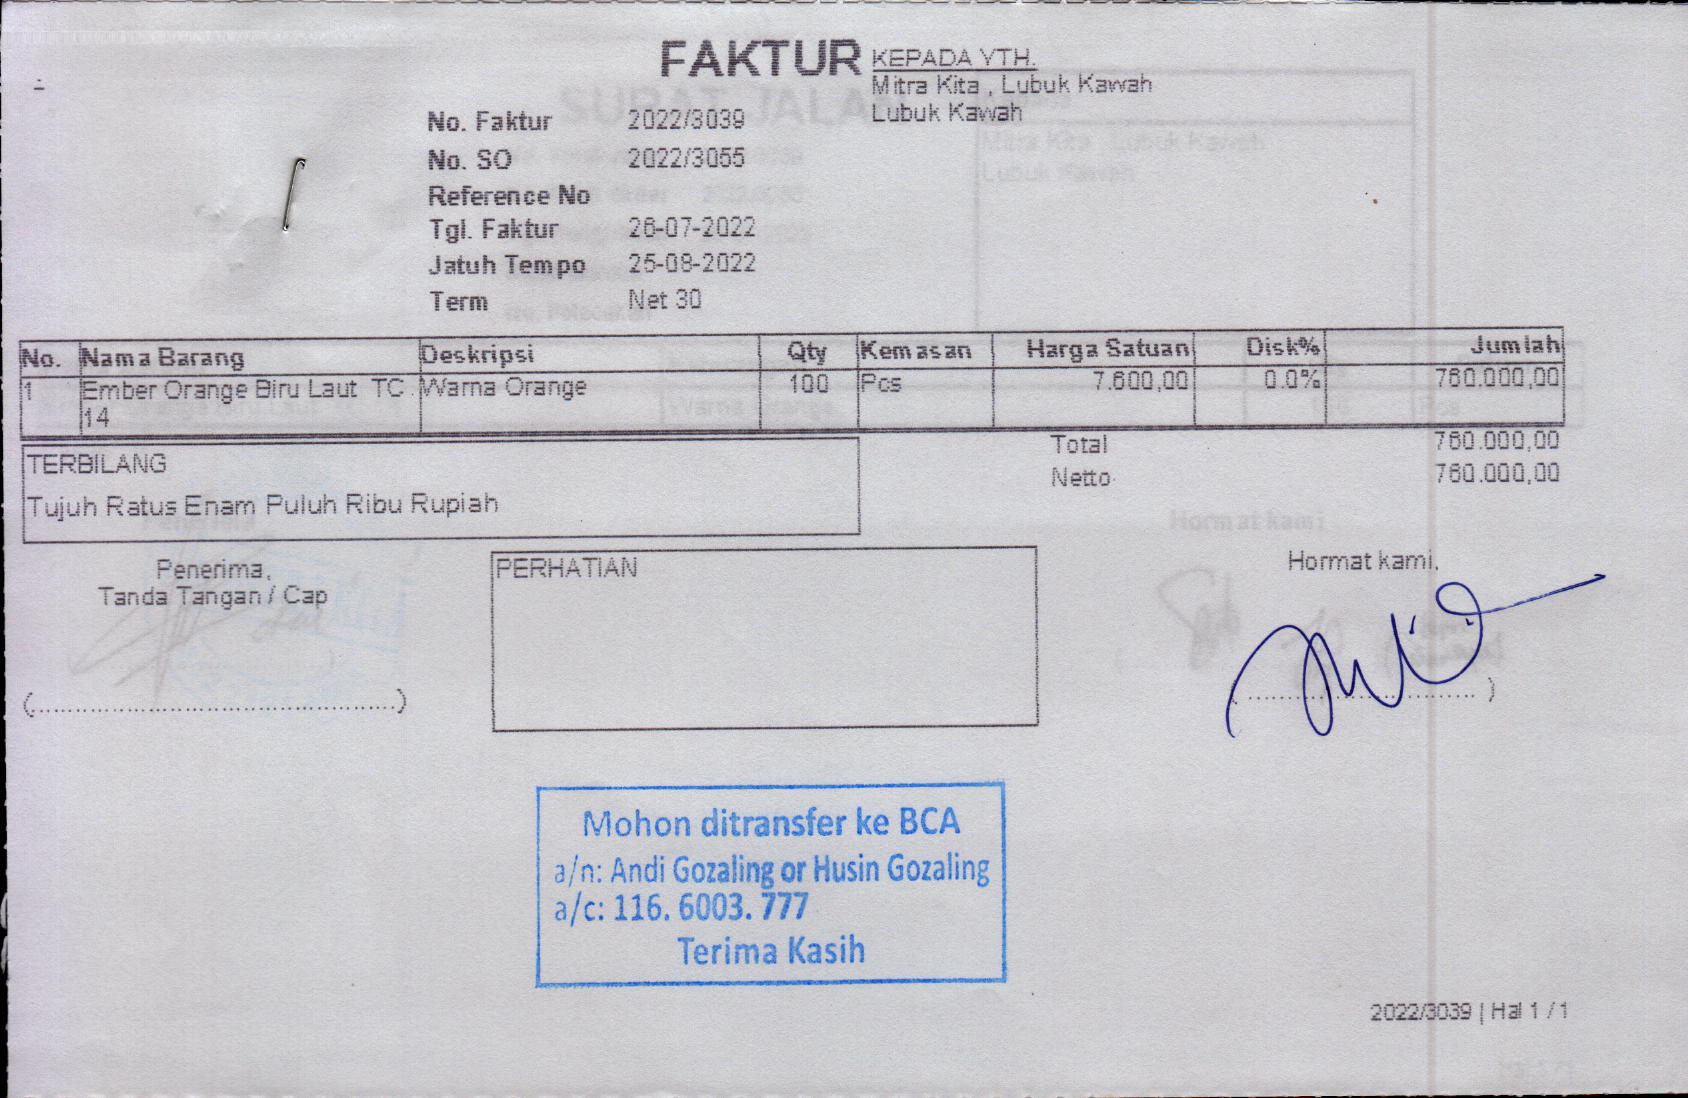 FAKTUR
KEPADA YTH.
Mitra Kita , Lubuk Kawah
Lubuk Kawah
No. Faktur 2022/3039
No. SO 2022/3055
Reference No
Tgl. Faktur 26-07-2022
Jatuh Tempo 25-08-2022
Term Net 30
No. Nama Barang Deskripsi Qty Kemasan Harga Satuan Disk% Jumlah
1 Ember Orange Biru Laut TC Warna Orange 100 Pcs 7.600,00 0.0% 760.000,00
14
Total 760.000,00
Netto 760.000,00
TERBILANG
Tujuh Ratus Enam Puluh Ribu Rupiah
Penerima,
Tanda Tangan / Cap
(..............................................)
PERHATIAN
Hormat kami,
Mohon ditransfer ke BCA
a/n: Andi Gozaling or Husin Gozaling
a/c: 116. 6003. 777
Terima Kasih
2022/3039 | Hal 1 / 1